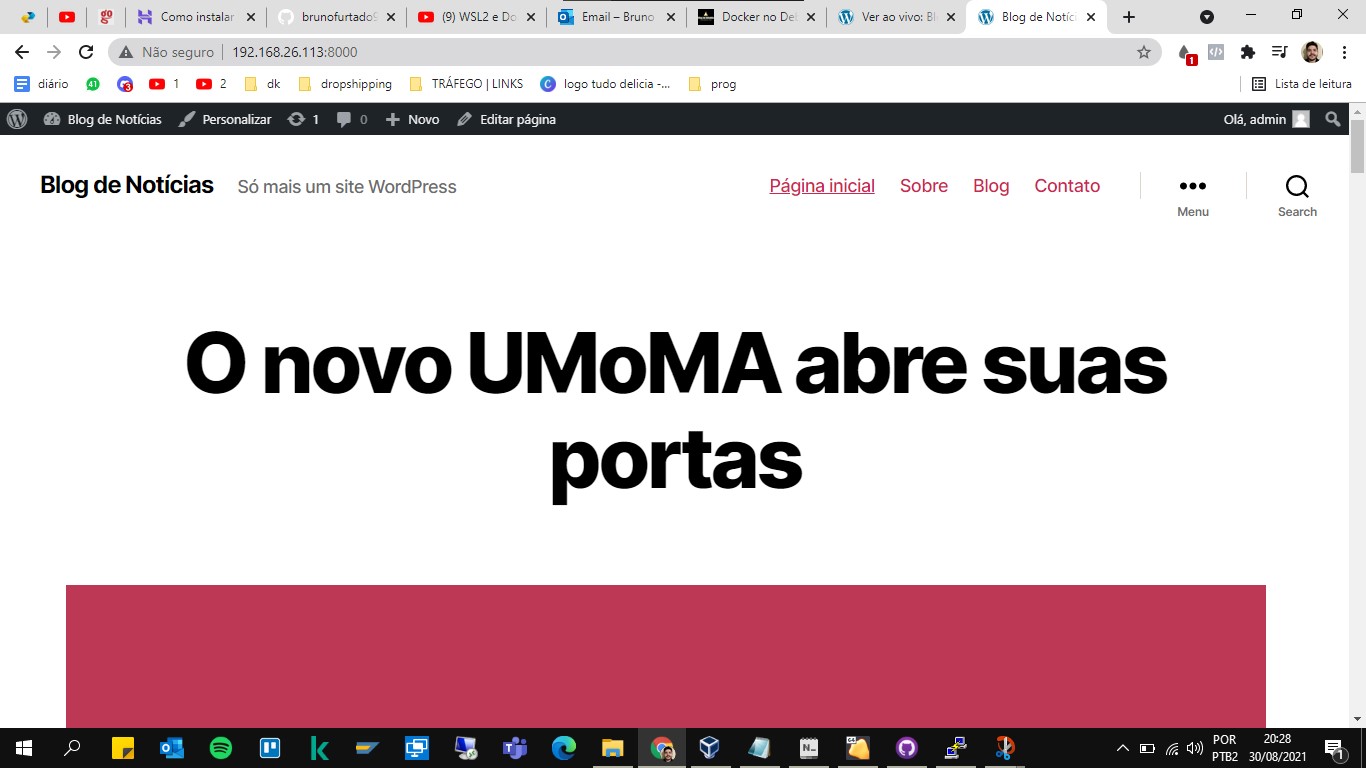 Como instalar
brunofurtado9
(9) WSL2 e Do
Email – Bruno
Docker no Del
Ver ao vivo: Bl
Blog de Notíci
Não seguro
192.168.26.113:8000
1
diário
41
3
1
2
dk
dropshipping
TRÁFEGO | LINKS
logo tudo delicia -...
prog
Lista de leitura
Blog de Notícias
Personalizar
1
0
Novo
Editar página
Olá, admin
Blog de Notícias
Só mais um site WordPress
Página inicial
Sobre
Blog
Contato
Menu
Search
O novo UMoMA abre suas
portas
POR
PTB2
20:28
30/08/2021
1